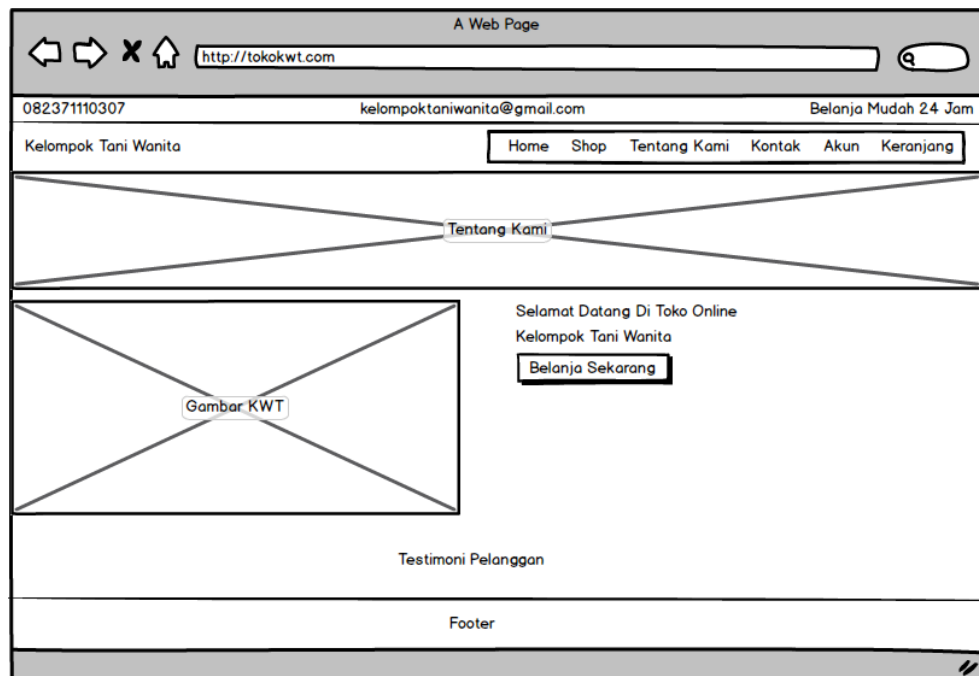 A Web Page
http://tokokwt.com
082371110307 kelompoktaniwanita@gmail.com Belanja Mudah 24 Jam
Kelompok Tani Wanita Home Shop Tentang Kami Kontak Akun Keranjang
Tentang Kami
Gambar KWT
Selamat Datang Di Toko Online
Kelompok Tani Wanita
Belanja Sekarang
Testimoni Pelanggan
Footer